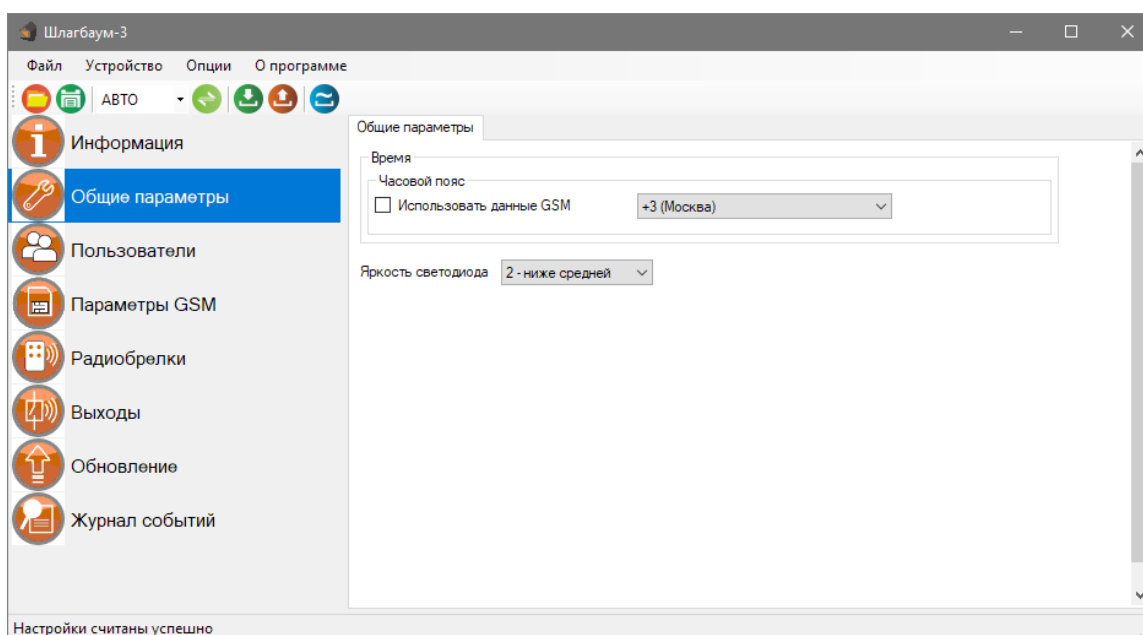 Шлагбаум-3
Файл Устройство Опции О программе
АВТО
Информация
Общие параметры
Пользователи
Параметры GSM
Радиобрелки
Выходы
Обновление
Журнал событий
Общие параметры
Время
Часовой пояс
Использовать данные GSM +3 (Москва)
Яркость светодиода 2 - ниже средней
Настройки считаны успешно